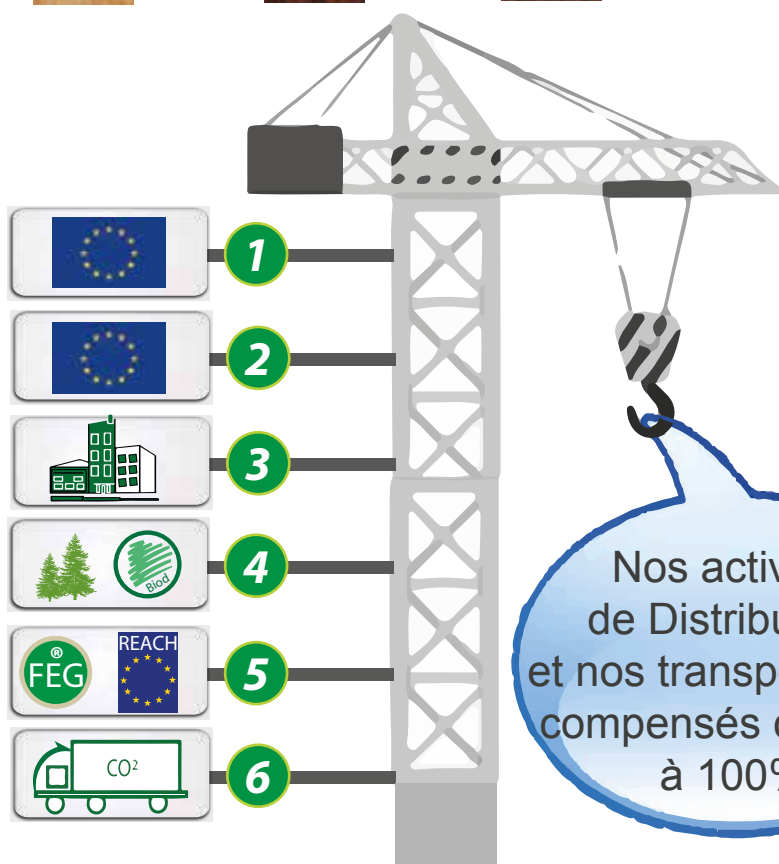 1
2
3
Biod
4
®
FEG
REACH
5
CO²
6
Nos activ
de Distribu
et nos transp
compensés
à 100%